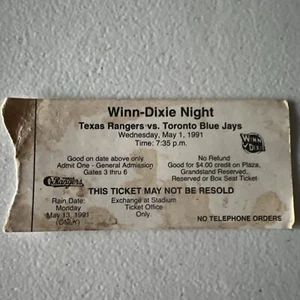 Winn-Dixie Night
Texas Rangers vs. Toronto Blue Jays
Wednesday, May 1, 1991
Time: 7:35 p.m.
WINN DIXIE
Good on date above only
Admit One - General Admission
Gates 3 thru 6
No Refund
Good for $4.00 credit on Plaza,
Grandstand Reserved,
Reserved or Box Seat Ticket
Rangers
THIS TICKET MAY NOT BE RESOLD
Rain Date:
Monday
May 13, 1991
(ONLY)
Exchange at Stadium
Ticket Office
Only.
NO TELEPHONE ORDERS